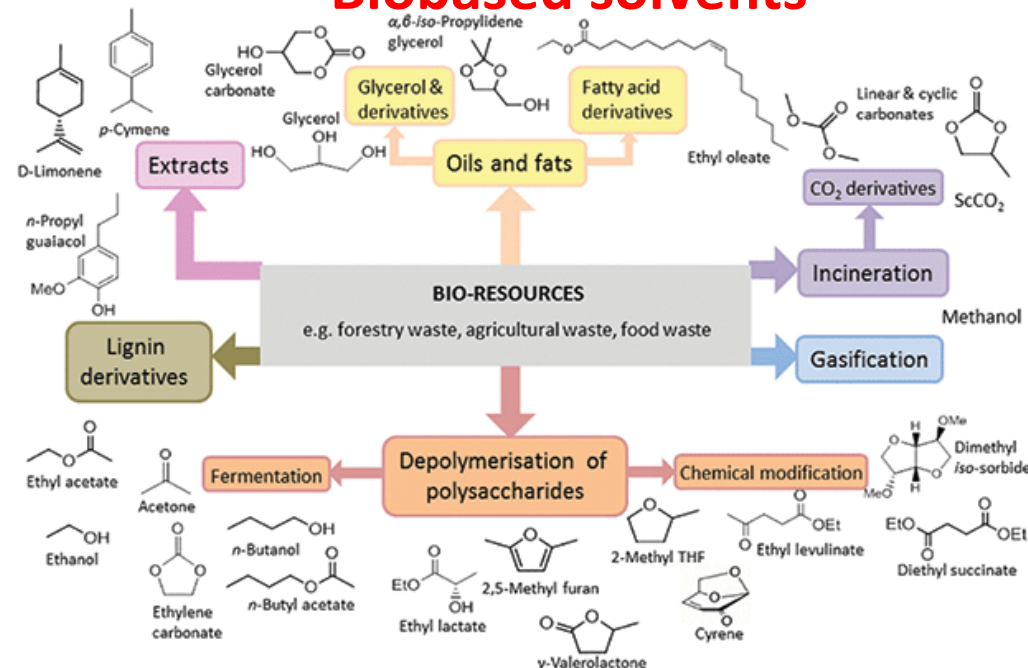 Biobased solvents
α,β-iso-Propylidene
glycerol
HO
O
O
O
Glycerol
carbonate
O
O
OH
O
O
p-Cymene
D-Limonene
Glycerol &
derivatives
Fatty acid
derivatives
Linear & cyclic
carbonates
O
O
O
O
O
O
Glycerol
OH
HO
OH
Extracts
Oils and fats
Ethyl oleate
CO2 derivatives
ScCO2
n-Propyl
guaiacol
MeO
OH
BIO-RESOURCES
e.g. forestry waste, agricultural waste, food waste
Incineration
Methanol
Lignin
derivatives
Gasification
O
O
Ethyl acetate
O
Acetone
Fermentation
Depolymerisation of
polysaccharides
Chemical modification
H
OMe
O
O
MeO
H
Dimethyl
iso-sorbide
OH
Ethanol
O
O
O
Ethylene
carbonate
OH
n-Butanol
O
O
n-Butyl acetate
EtO
O
OH
Ethyl lactate
O
2,5-Methyl furan
O
2-Methyl THF
O
O
OEt
Ethyl levulinate
EtO
O
O
OEt
Diethyl succinate
O
O
γ-Valerolactone
O
O
O
Cyrene